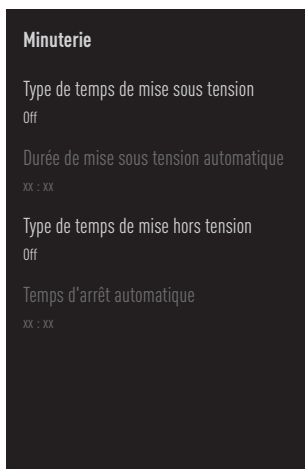 Minuterie
Type de temps de mise sous tension
Off
Durée de mise sous tension automatique
xx : xx
Type de temps de mise hors tension
Off
Temps d'arrêt automatique
xx : xx